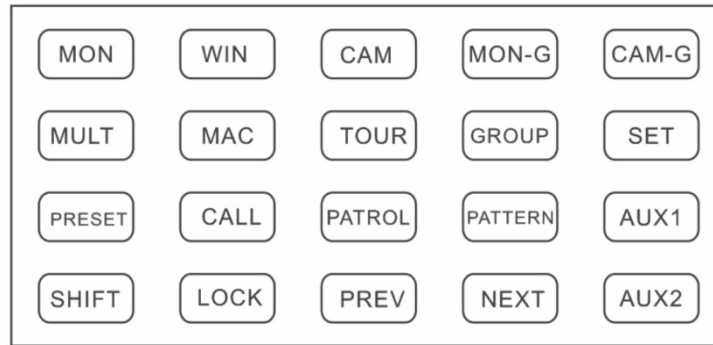 MON WIN CAM MON-G CAM-G
MULT MAC TOUR GROUP SET
PRESET CALL PATROL PATTERN AUX1
SHIFT LOCK PREV NEXT AUX2